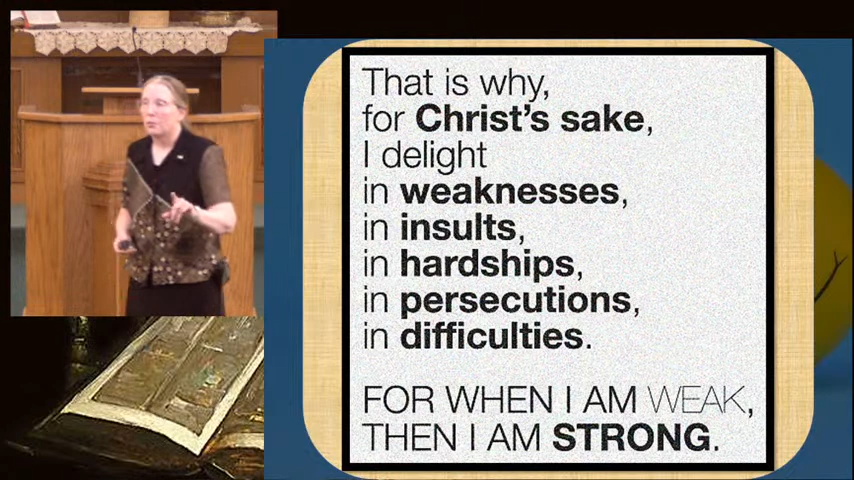 That is why,
for Christ's sake,
I delight
in weaknesses,
in insults,
in hardships,
in persecutions,
in difficulties.
FOR WHEN I AM WEAK,
THEN I AM STRONG.